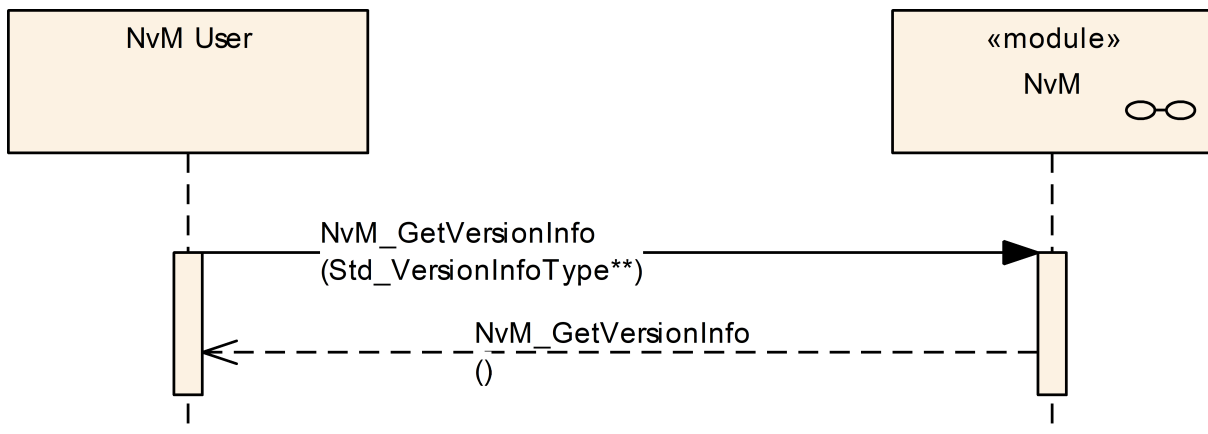 NvM User
«module»
NvM
NvM_GetVersionInfo
(Std_VersionInfoType**)
NvM_GetVersionInfo
()